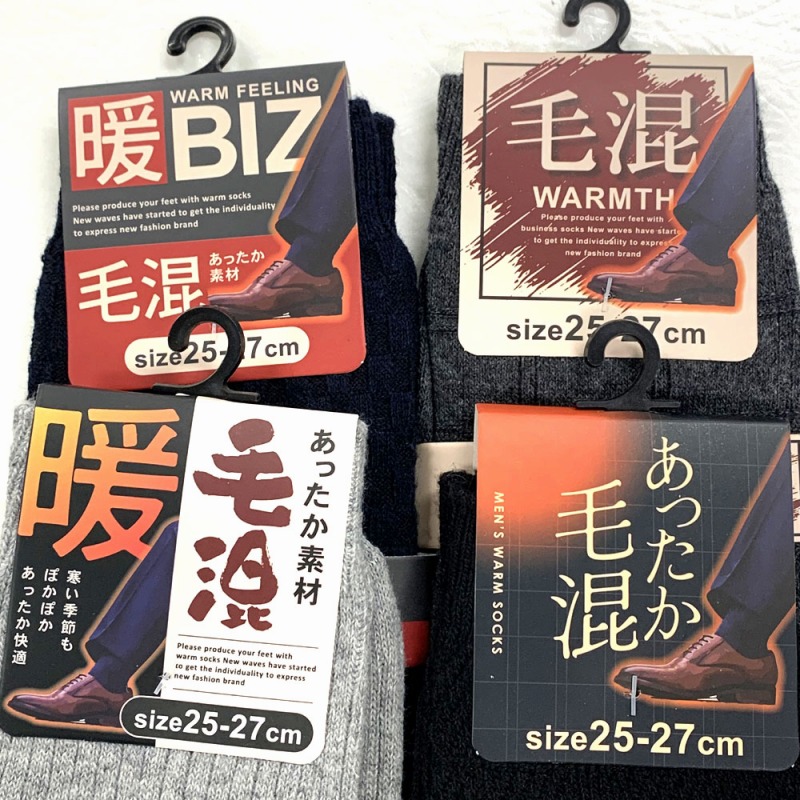 暖
WARM FEELING
BIZ
Please produce your feet with warm socks
New waves have started to get the individuality
to express new fashion brand
毛混
あったか
素材
size25-27cm
毛混
WARMTH
Please produce your feet with
business socks New waves have started
to get the individuality to express
new fashion brand
size25-27cm
暖
寒い季節も
ぽかぽか
あったか快適
あったか素材
毛混
Please produce your feet with
warm socks New waves have started
to get the individuality to express
new fashion brand
size25-27cm
MEN'S WARM SOCKS
あったか
毛混
size25-27cm